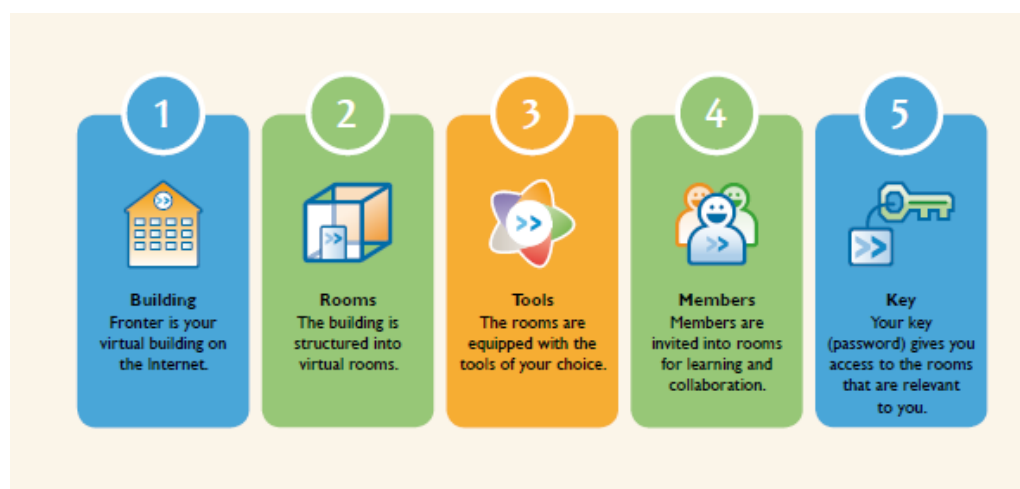 1
Building
Fronter is your
virtual building on
the Internet.
2
Rooms
The building is
structured into
virtual rooms.
3
Tools
The rooms are
equipped with the
tools of your choice.
4
Members
Members are
invited into rooms
for learning and
collaboration.
5
Key
Your key
(password) gives you
access to the rooms
that are relevant
to you.